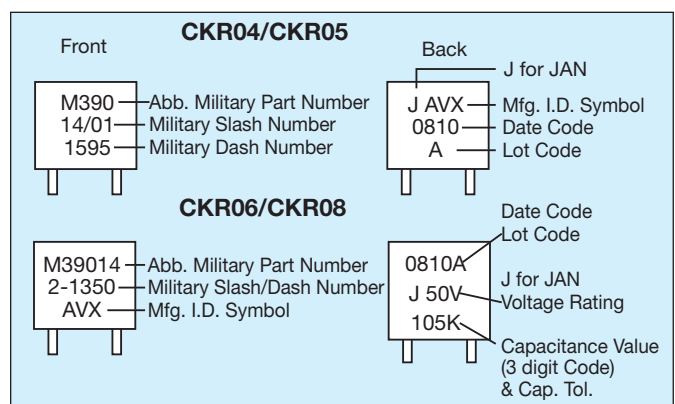 CKR04/CKR05
Front
M390
14/01
1595
Abb. Military Part Number
Military Slash Number
Military Dash Number
Back
J for JAN
J AVX
0810
A
Mfg. I.D. Symbol
Date Code
Lot Code
CKR06/CKR08
M39014
2-1350
AVX
Abb. Military Part Number
Military Slash/Dash Number
Mfg. I.D. Symbol
Date Code
Lot Code
0810A
J 50V
105K
J for JAN
Voltage Rating
Capacitance Value
(3 digit Code)
& Cap. Tol.